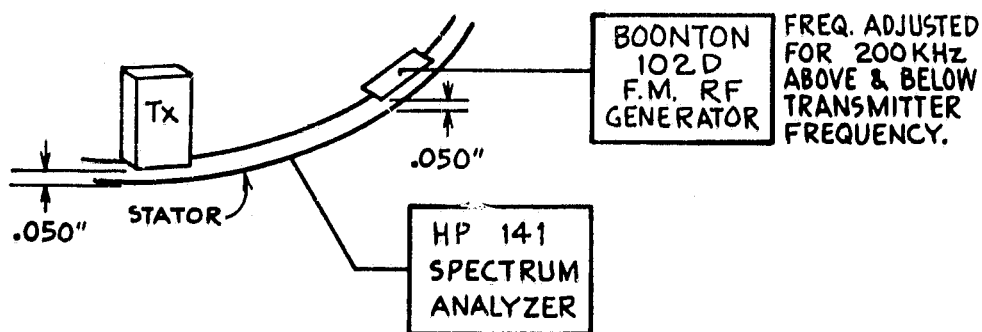 Tx
.050"
STATOR
.050"
BOONTON
102D
F.M. RF
GENERATOR
FREQ. ADJUSTED
FOR 200KHz
ABOVE & BELOW
TRANSMITTER
FREQUENCY.
HP 141
SPECTRUM
ANALYZER